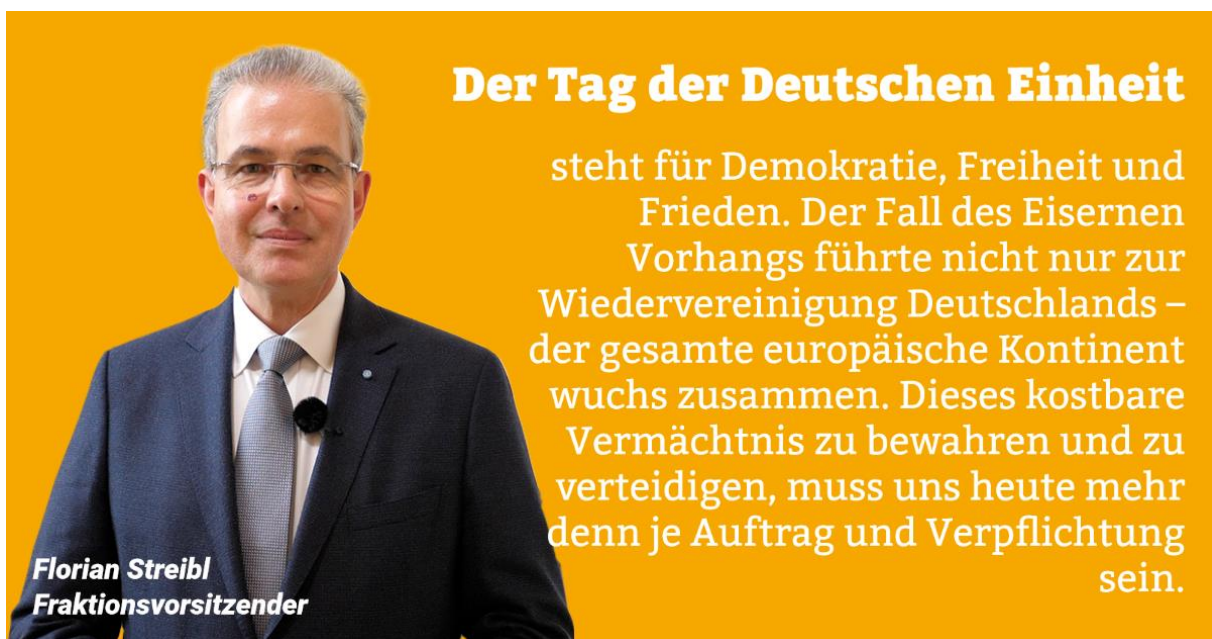 Der Tag der Deutschen Einheit
steht für Demokratie, Freiheit und
Frieden. Der Fall des Eisernen
Vorhangs führte nicht nur zur
Wiedervereinigung Deutschlands –
der gesamte europäische Kontinent
wuchs zusammen. Dieses kostbare
Vermächtnis zu bewahren und zu
verteidigen, muss uns heute mehr
denn je Auftrag und Verpflichtung
sein.
Florian Streibl
Fraktionsvorsitzender